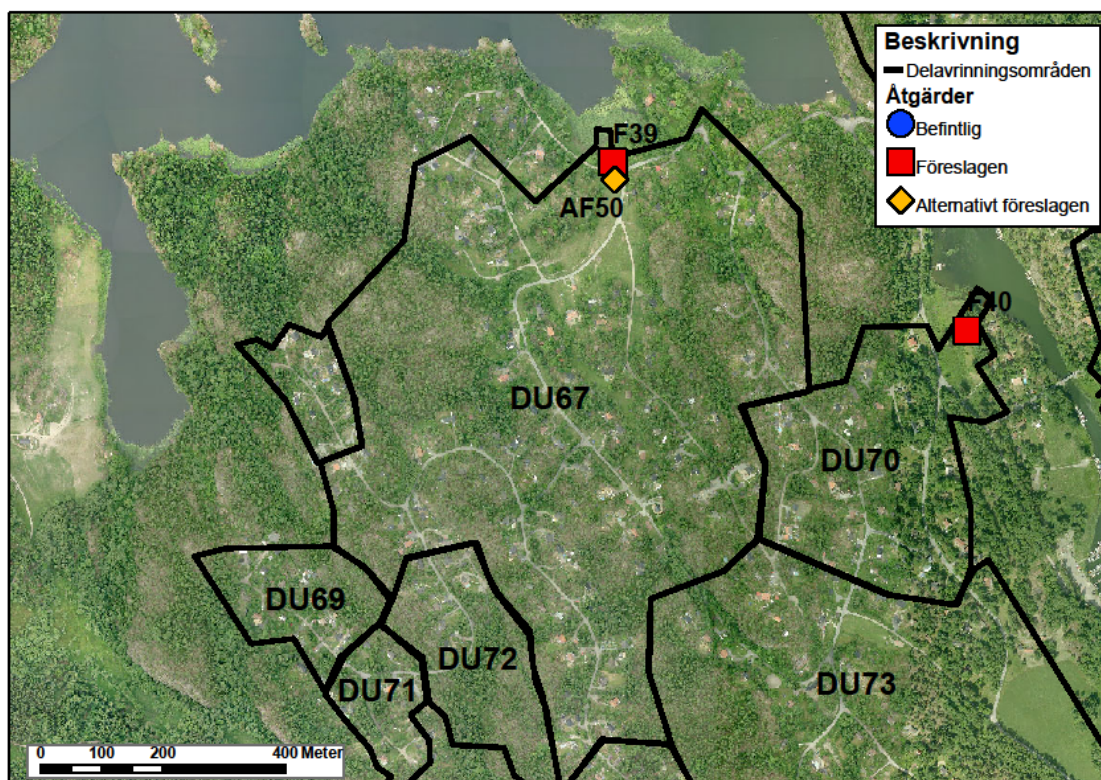 Beskrivning
Delavrinningsområden
Åtgärder
Befintlig
Föreslagen
Alternativt föreslagen
F39
AF50
F40
DU67
DU70
DU69
DU72
DU71
DU73
0 100 200 400 Meter